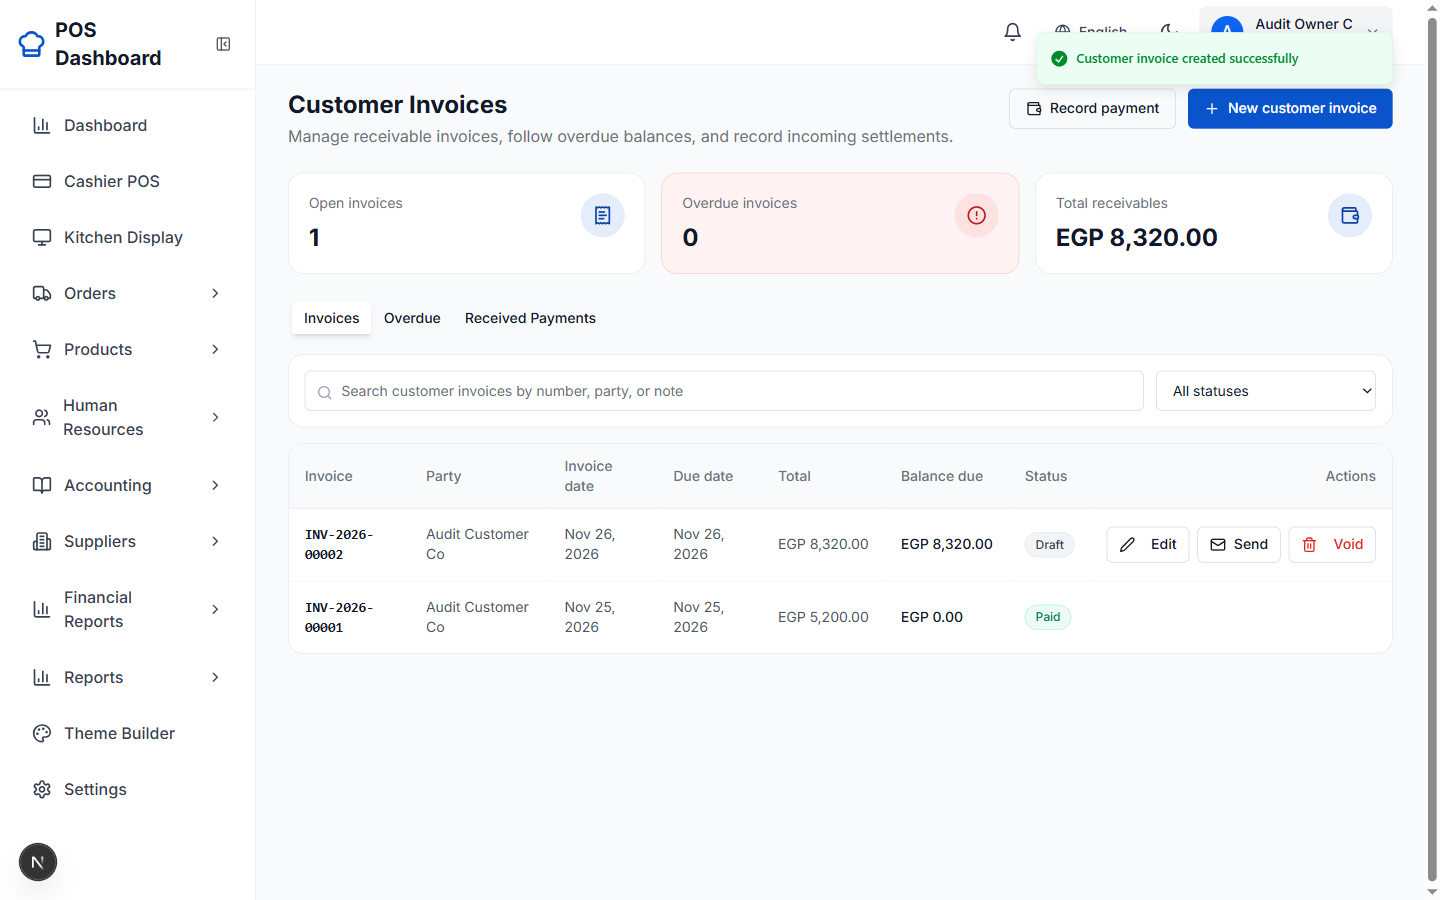 POS
Dashboard
English
Audit Owner C
Customer invoice created successfully
Dashboard
Cashier POS
Kitchen Display
Orders
Products
Human
Resources
Accounting
Suppliers
Financial
Reports
Reports
Theme Builder
Settings
N
Customer Invoices
Manage receivable invoices, follow overdue balances, and record incoming settlements.
Record payment
New customer invoice
Open invoices
1
Overdue invoices
0
Total receivables
EGP 8,320.00
Invoices Overdue Received Payments
Search customer invoices by number, party, or note
All statuses
Invoice Party Invoice date Due date Total Balance due Status Actions
INV-2026-00002 Audit Customer Co Nov 26, 2026 Nov 26, 2026 EGP 8,320.00 EGP 8,320.00 Draft Edit Send Void
INV-2026-00001 Audit Customer Co Nov 25, 2026 Nov 25, 2026 EGP 5,200.00 EGP 0.00 Paid